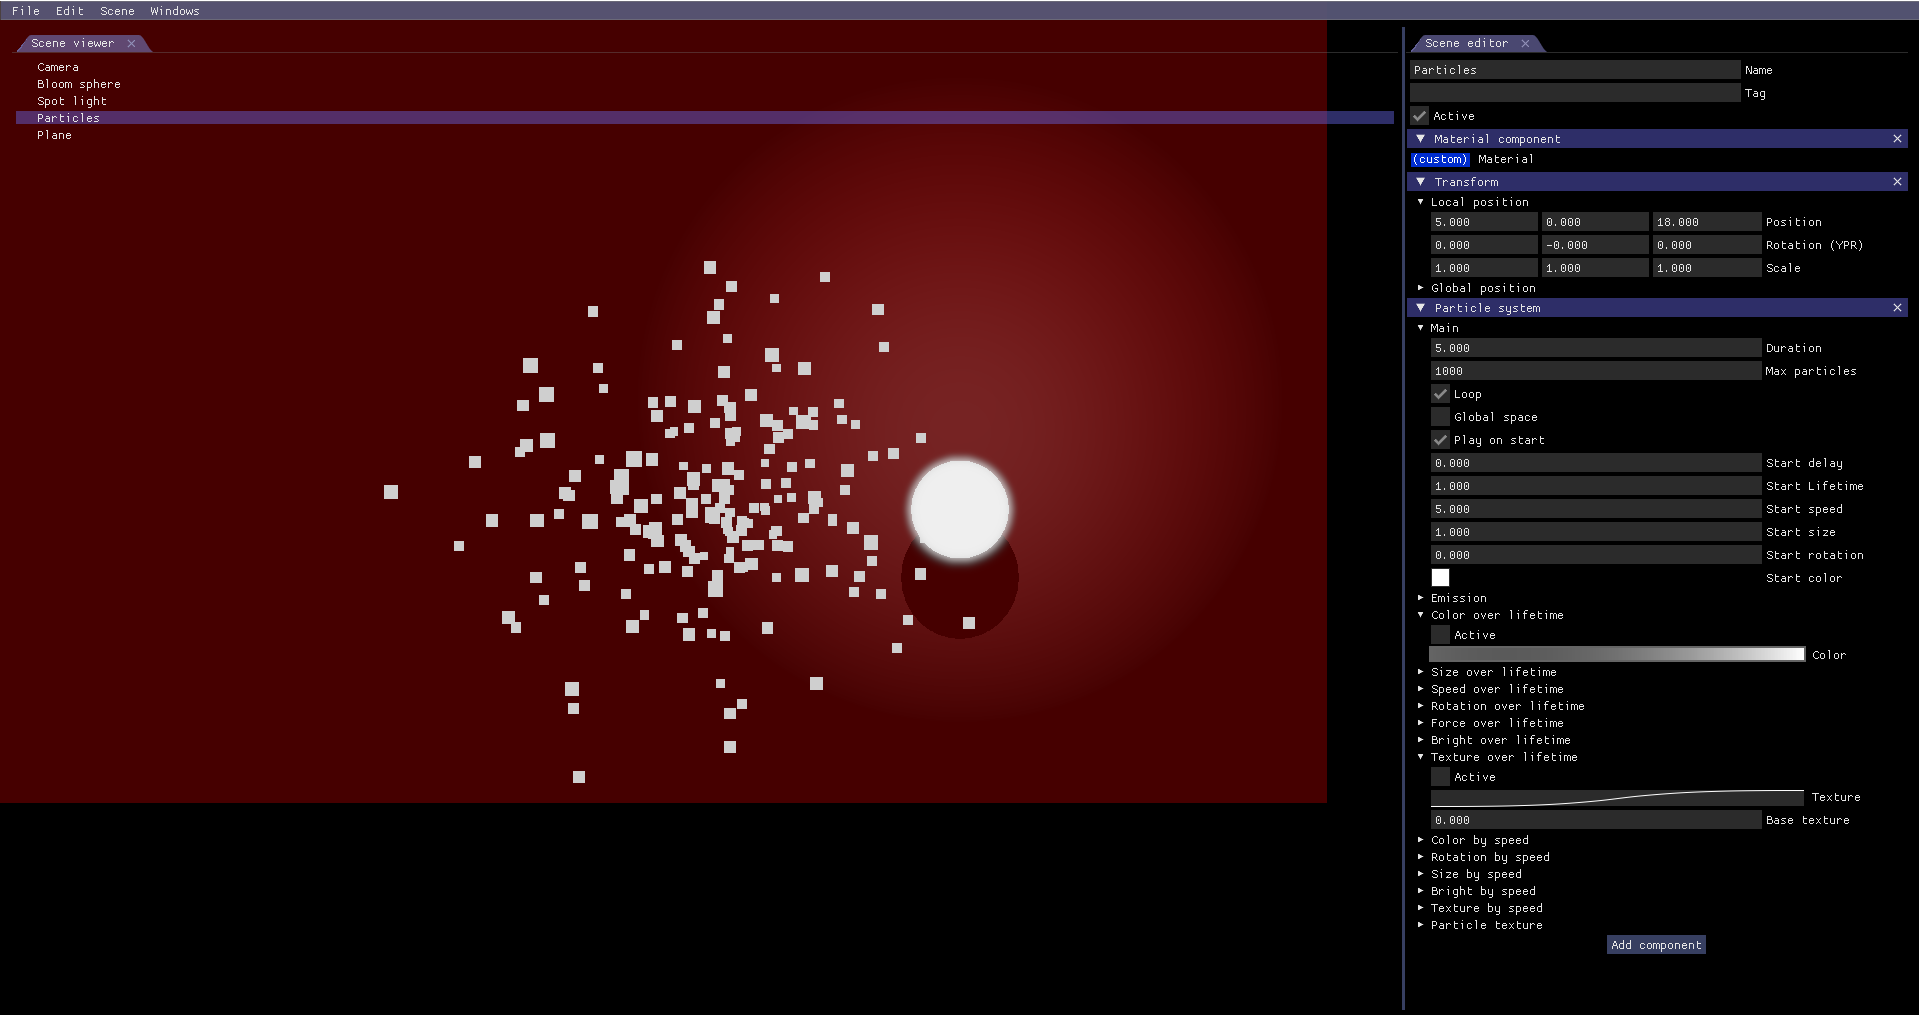 File Edit Scene Windows
Scene viewer
Camera
Bloom sphere
Spot light
Particles
Plane
Scene editor
Particles Name
Tag
Active
Material component
(custom) Material
Transform
Local position
5.000 0.000 18.000 Position
0.000 -0.000 0.000 Rotation (YPR)
1.000 1.000 1.000 Scale
Global position
Particle system
Main
5.000 Duration
1000 Max particles
Loop
Global space
Play on start
0.000 Start delay
1.000 Start Lifetime
5.000 Start speed
1.000 Start size
0.000 Start rotation
Start color
Emission
Color over lifetime
Active
Color
Size over lifetime
Speed over lifetime
Rotation over lifetime
Force over lifetime
Bright over lifetime
Texture over lifetime
Active
Texture
0.000 Base texture
Color by speed
Rotation by speed
Size by speed
Bright by speed
Texture by speed
Particle texture
Add component